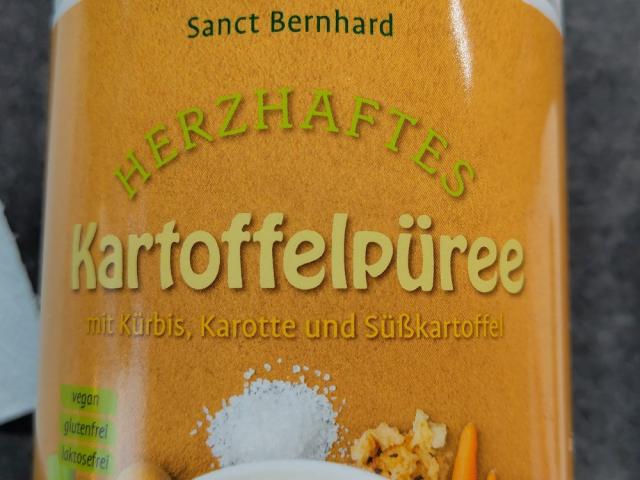 Sanct Bernhard
HERZHAFTES
Kartoffelpüree
mit Kürbis, Karotte und Süßkartoffel
vegan
glutenfrei
laktosefrei